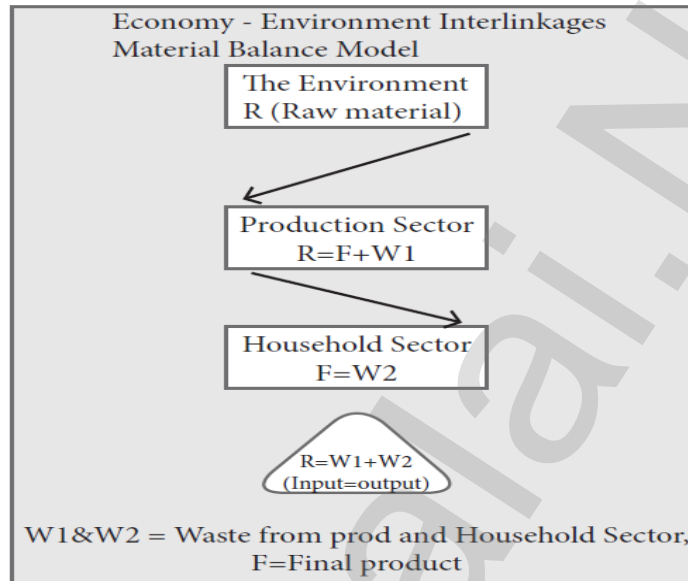 Economy - Environment Interlinkages
Material Balance Model
The Environment
R (Raw material)
Production Sector
R=F+W1
Household Sector
F=W2
R=W1+W2
(Input=output)
W1&W2 = Waste from prod and Household Sector,
F=Final product